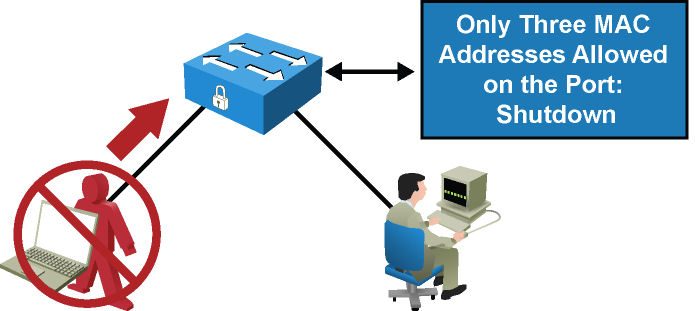 Only Three MAC
Addresses Allowed
on the Port:
Shutdown